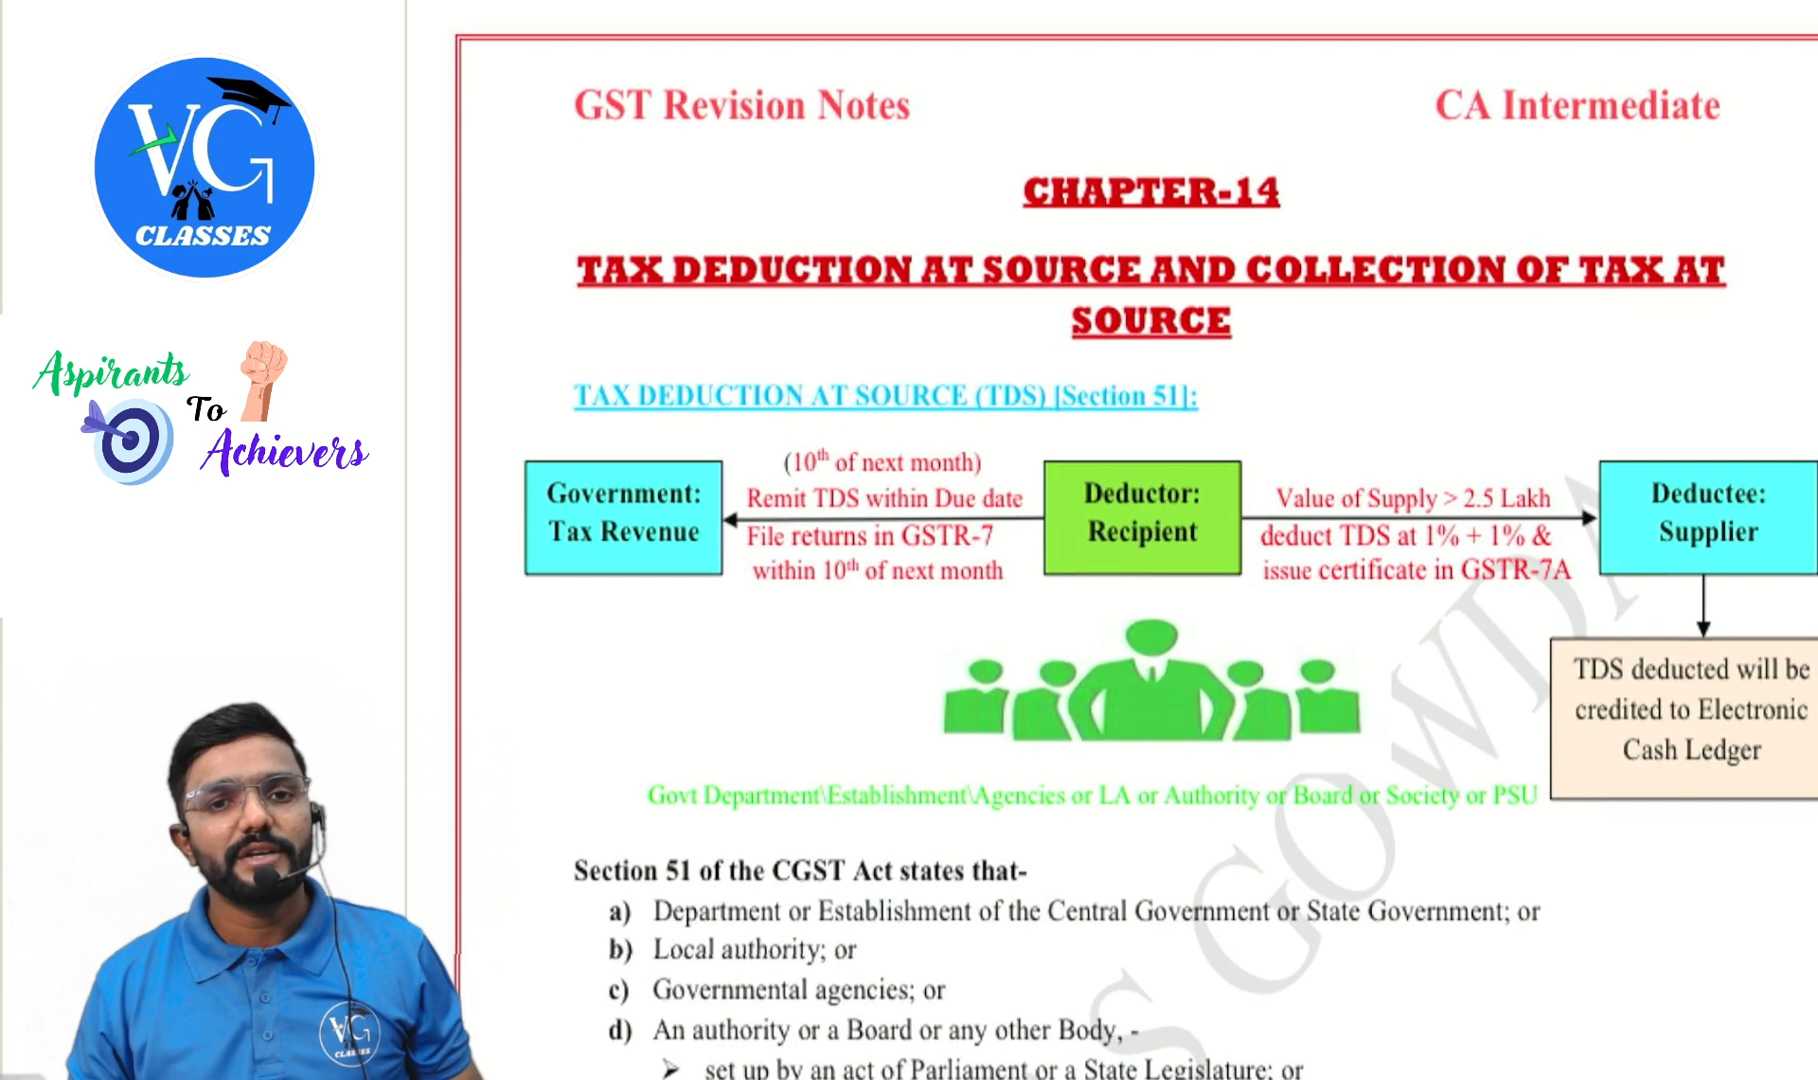 VG
CLASSES
Aspirants
To
Achievers
GST Revision Notes
CA Intermediate
CHAPTER-14
TAX DEDUCTION AT SOURCE AND COLLECTION OF TAX AT
SOURCE
TAX DEDUCTION AT SOURCE (TDS) [Section 51]:
Government:
Tax Revenue
(10th of next month)
Remit TDS within Due date
File returns in GSTR-7
within 10th of next month
Deductor:
Recipient
Value of Supply > 2.5 Lakh
deduct TDS at 1% + 1% &
issue certificate in GSTR-7A
Deductee:
Supplier
TDS deducted will be
credited to Electronic
Cash Ledger
Govt Department\Establishment\Agencies or LA or Authority or Board or Society or PSU
Section 51 of the CGST Act states that-
a) Department or Establishment of the Central Government or State Government; or
b) Local authority; or
c) Governmental agencies; or
d) An authority or a Board or any other Body, -
➢ set up by an act of Parliament or a State Legislature; or
S GOWDA
VG
CLASSES